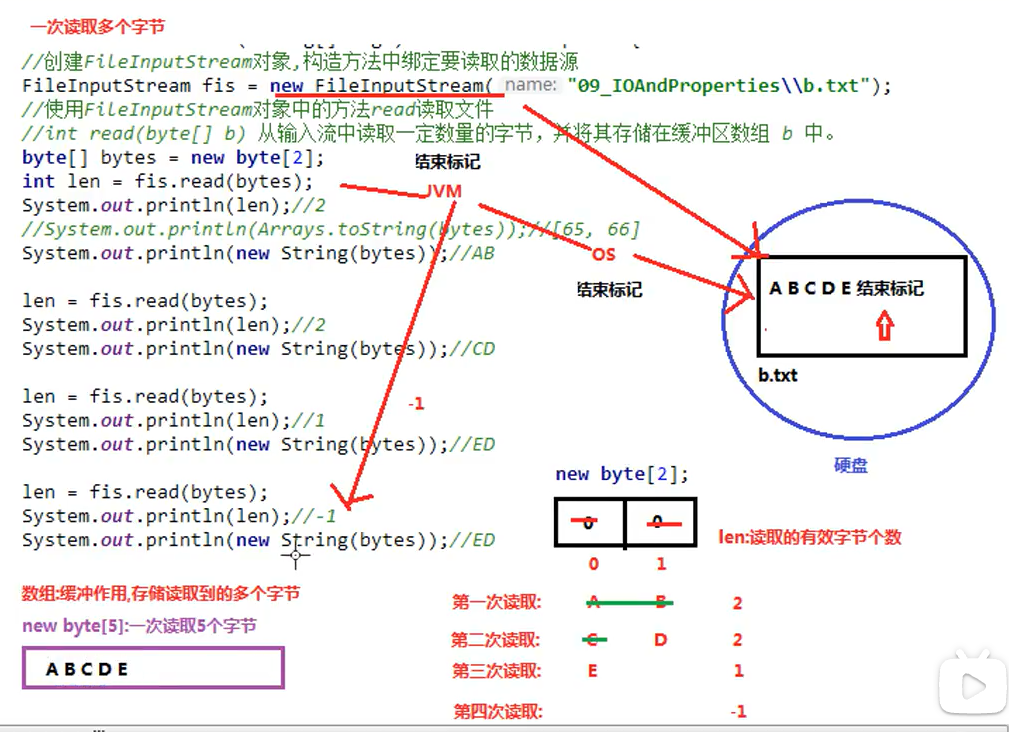 一次读取多个字节
//创建FileInputStream对象,构造方法中绑定要读取的数据源
FileInputStream fis = new FileInputStream( name: "09_IOAndProperties\\b.txt");
//使用FileInputStream对象中的方法read读取文件
//int read(byte[] b) 从输入流中读取一定数量的字节，并将其存储在缓冲区数组 b 中。
byte[] bytes = new byte[2];
结束标记
int len = fis.read(bytes);
JVM
System.out.println(len);//2
//System.out.println(Arrays.toString(bytes));//[65, 66]
System.out.println(new String(bytes));//AB
OS
结束标记
A B C D E 结束标记
b.txt
硬盘
len = fis.read(bytes);
System.out.println(len);//2
System.out.println(new String(bytes));//CD
len = fis.read(bytes);
-1
System.out.println(len);//1
System.out.println(new String(bytes));//ED
len = fis.read(bytes);
System.out.println(len);//-1
System.out.println(new String(bytes));//ED
new byte[2];
0 0
len:读取的有效字节个数
0 1
数组:缓冲作用,存储读取到的多个字节
new byte[5]:一次读取5个字节
A B C D E
第一次读取: A B 2
第二次读取: C D 2
第三次读取: E 1
第四次读取: -1